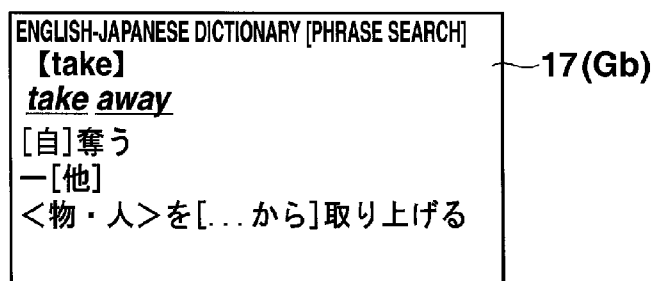 ENGLISH-JAPANESE DICTIONARY [PHRASE SEARCH]
【take】
take away
[自]奪う
―[他]
<物・人>を[...から]取り上げる
17(Gb)